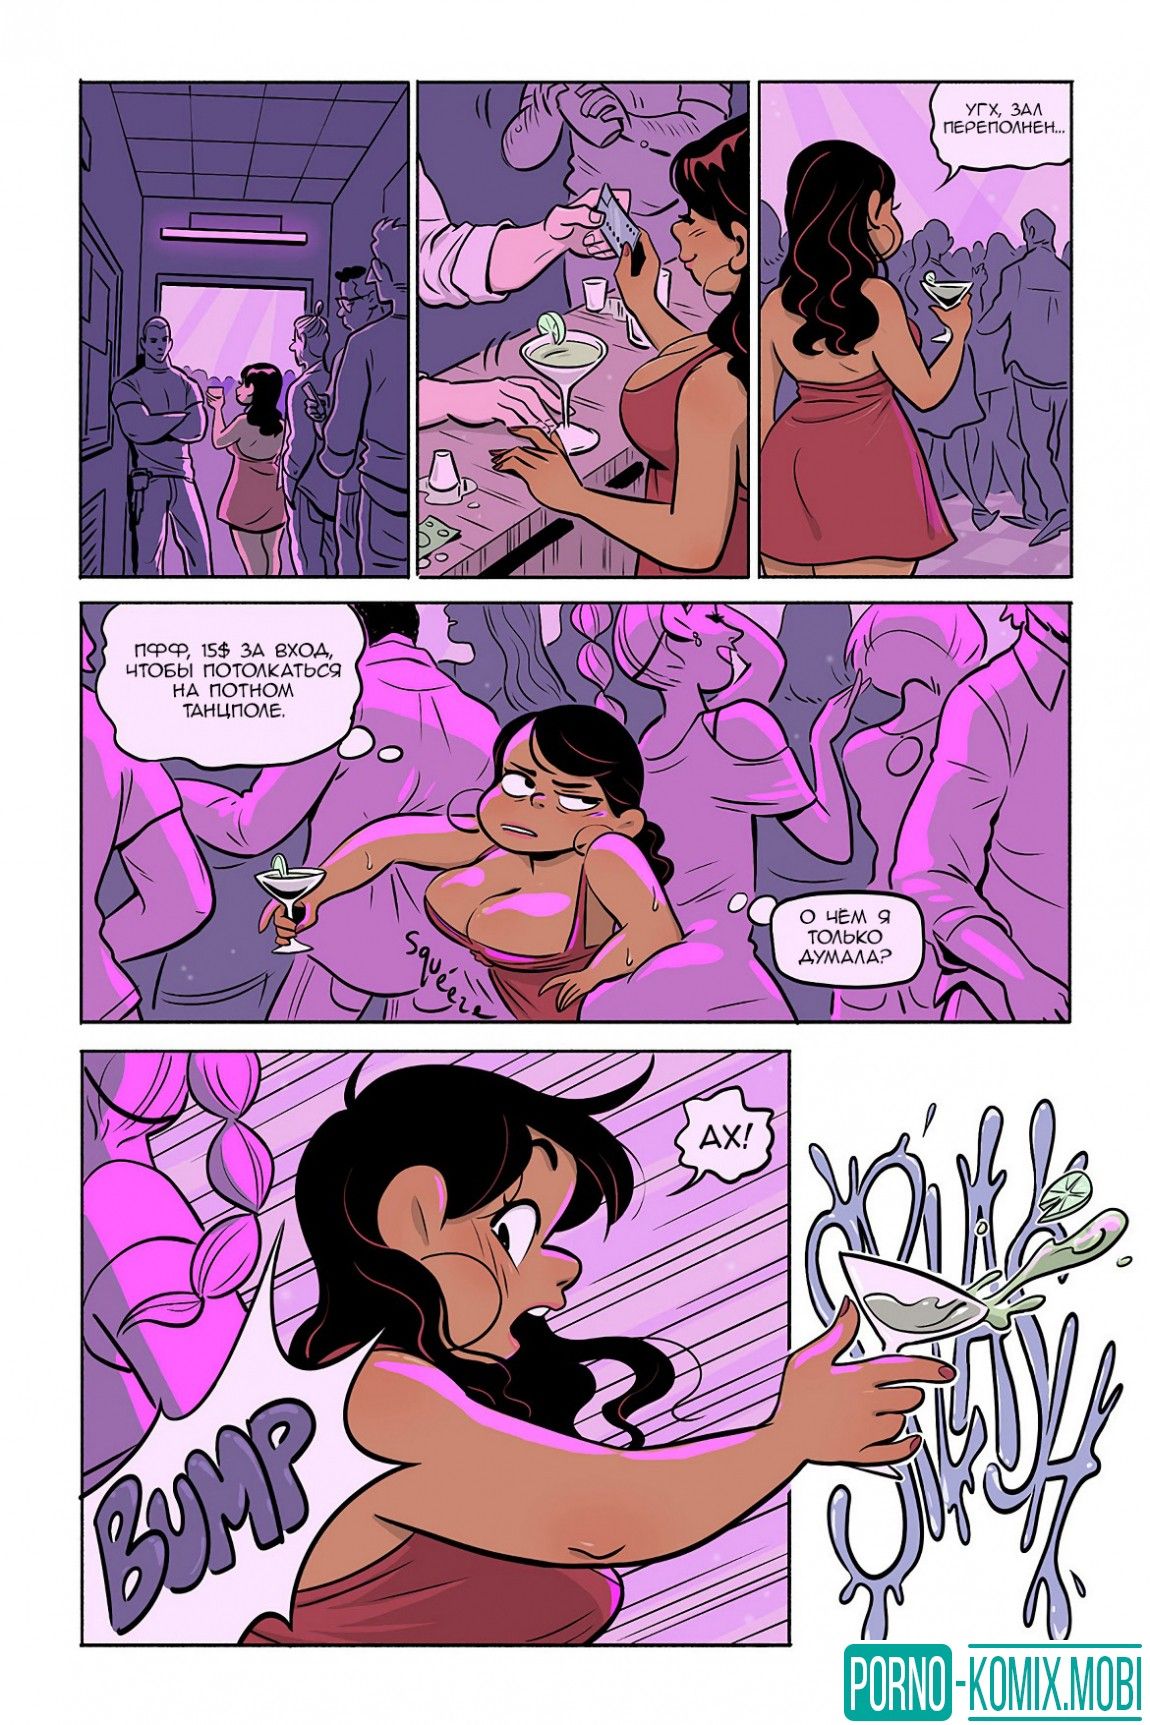 УГХ, ЗАЛ
ПЕРЕПОЛНЕН...
ПФФ, 15$ ЗА ВХОД,
ЧТОБЫ ПОТОЛКАТЬСЯ
НА ПОТНОМ
ТАНЦПОЛЕ.
Squeeze
О ЧЁМ Я
ТОЛЬКО
ДУМАЛА?
АХ!
BUMP
SPLASH
SPLASH
PORNO-KOMIX.MOBI